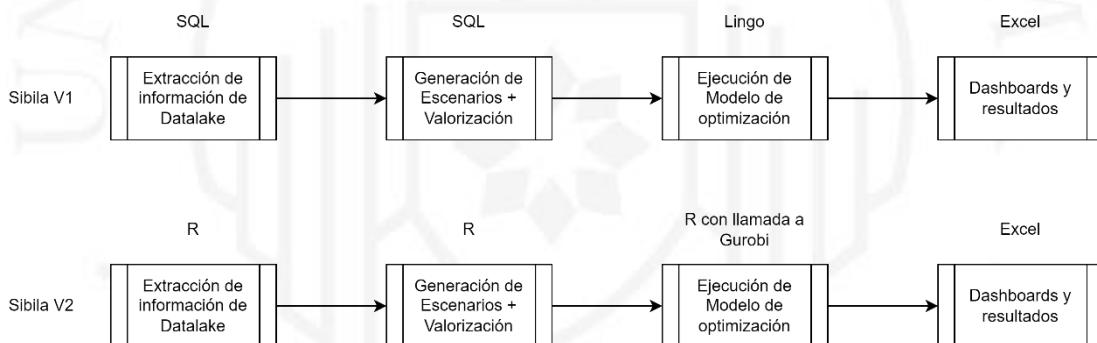 SQL
SQL
Lingo
Excel
Sibila V1
Extracción de
información de
Datalake
Generación de
Escenarios +
Valorización
Ejecución de
Modelo de
optimización
Dashboards y
resultados
R
R
R con llamada a
Gurobi
Excel
Sibila V2
Extracción de
información de
Datalake
Generación de
Escenarios +
Valorización
Ejecución de
Modelo de
optimización
Dashboards y
resultados